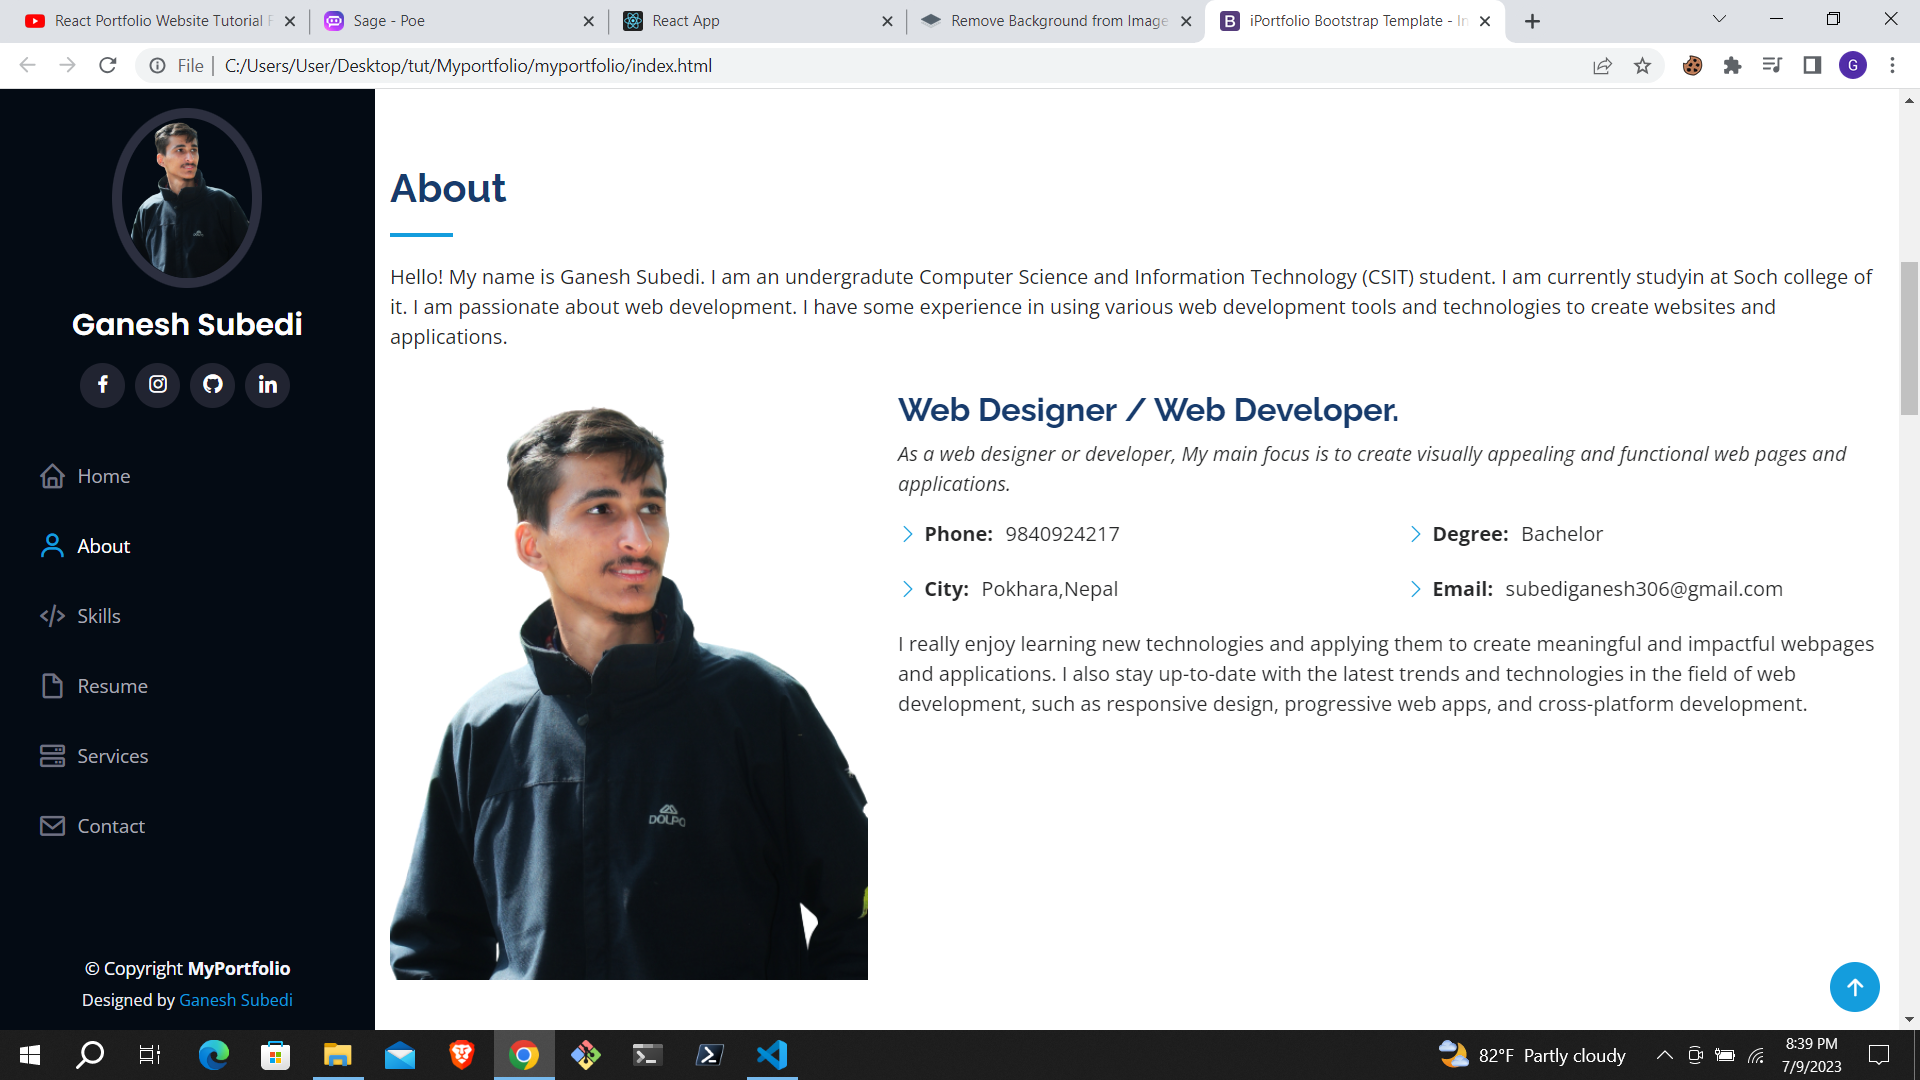 React Portfolio Website Tutorial F
Sage - Poe
React App
Remove Background from Image
iPortfolio Bootstrap Template - In
File
C:/Users/User/Desktop/tut/Myportfolio/myportfolio/index.html
G
Ganesh Subedi
Home
About
Skills
Resume
Services
Contact
© Copyright MyPortfolio
Designed by Ganesh Subedi
About
Hello! My name is Ganesh Subedi. I am an undergradute Computer Science and Information Technology (CSIT) student. I am currently studyin at Soch college of
it. I am passionate about web development. I have some experience in using various web development tools and technologies to create websites and
applications.
DOLPO
Web Designer / Web Developer.
As a web designer or developer, My main focus is to create visually appealing and functional web pages and
applications.
Phone: 9840924217
Degree: Bachelor
City: Pokhara,Nepal
Email: subediganesh306@gmail.com
I really enjoy learning new technologies and applying them to create meaningful and impactful webpages
and applications. I also stay up-to-date with the latest trends and technologies in the field of web
development, such as responsive design, progressive web apps, and cross-platform development.
82°F Partly cloudy
8:39 PM
7/9/2023